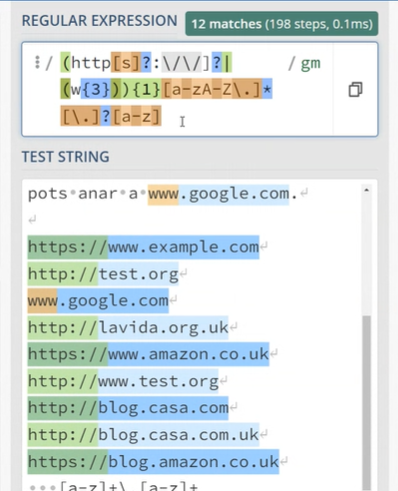 REGULAR EXPRESSION 12 matches (198 steps, 0.1ms)
/ (http[s]?:\/\/]?| / gm
(w{3})){1}[a-zA-Z\.]*
[\.]?[a-z]
TEST STRING
pots·anar·a·www.google.com.↵
↵
https://www.example.com↵
http://test.org↵
www.google.com↵
http://lavida.org.uk↵
https://www.amazon.co.uk↵
http://www.test.org↵
http://blog.casa.com↵
http://blog.casa.com.uk↵
https://blog.amazon.co.uk↵
···[a-z]+\.[a-z]+